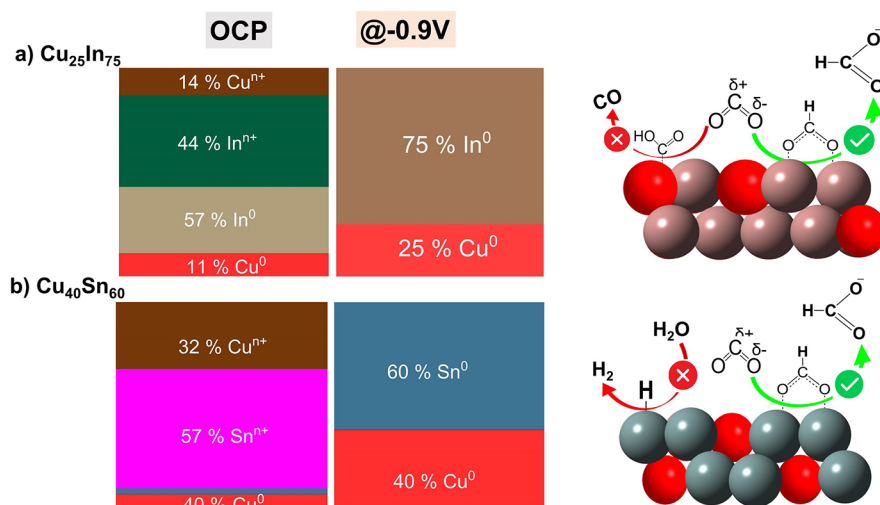 OCP
@-0.9V
a) Cu₂₅In₇₅
14 % Cuⁿ⁺
44 % Inⁿ⁺
57 % In⁰
11 % Cu⁰
75 % In⁰
25 % Cu⁰
CO
HO
C
O
δ+
C
δ-
O
O
H
C
O
O
H
C
O⁻
O
b) Cu₄₀Sn₆₀
32 % Cuⁿ⁺
57 % Snⁿ⁺
40 % Cu⁰
60 % Sn⁰
40 % Cu⁰
H₂O
H₂
H
δ+
C
δ-
O
O
H
C
O
O
H
C
O⁻
O